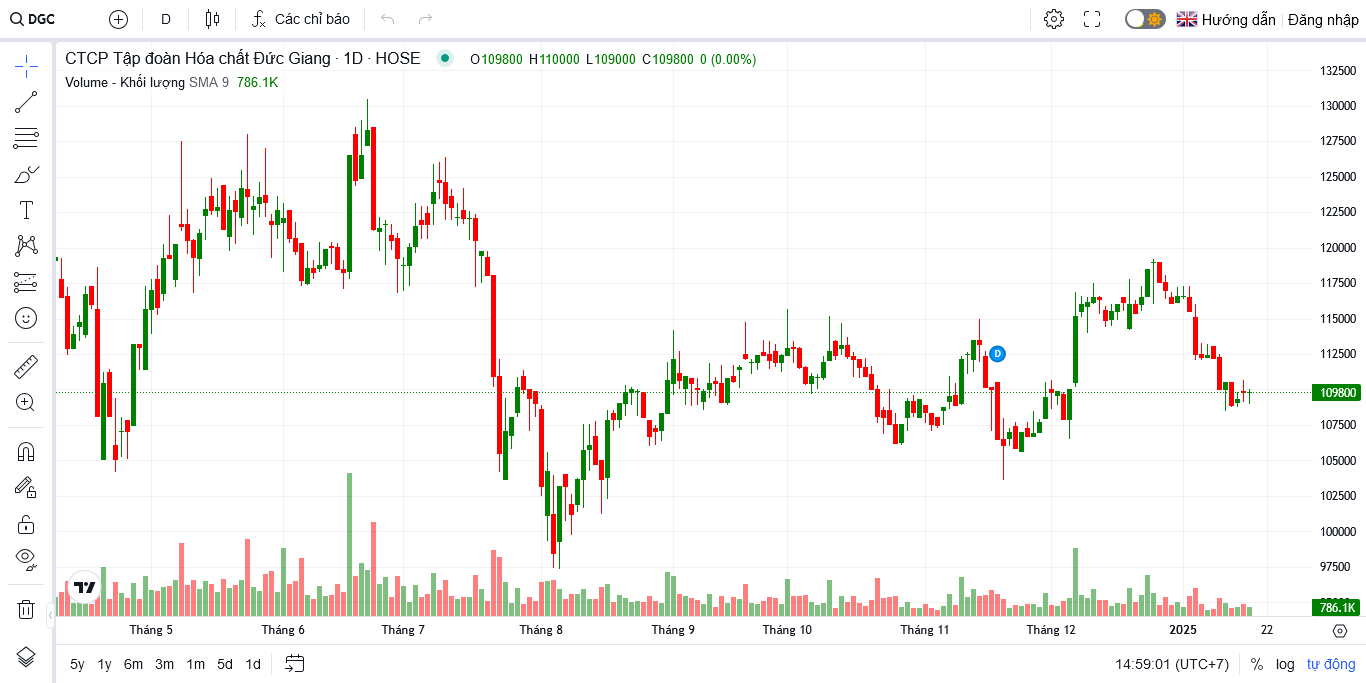 DGC D Các chỉ báo Hướng dẫn Đăng nhập
CTCP Tập đoàn Hóa chất Đức Giang · 1D · HOSE O109800 H110000 L109000 C109800 0 (0.00%)
Volume - Khối lượng SMA 9 786.1K
132500
130000
127500
125000
122500
120000
117500
115000
112500
D
109800
107500
105000
102500
100000
97500
786.1K
Tháng 5 Tháng 6 Tháng 7 Tháng 8 Tháng 9 Tháng 10 Tháng 11 Tháng 12 2025 22
5y 1y 6m 3m 1m 5d 1d 14:59:01 (UTC+7) % log tự động